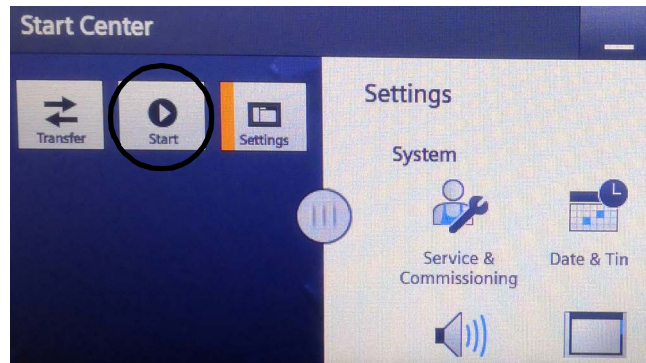 Start Center
Transfer
Start
Settings
Settings
System
Service &
Commissioning
Date & Tin